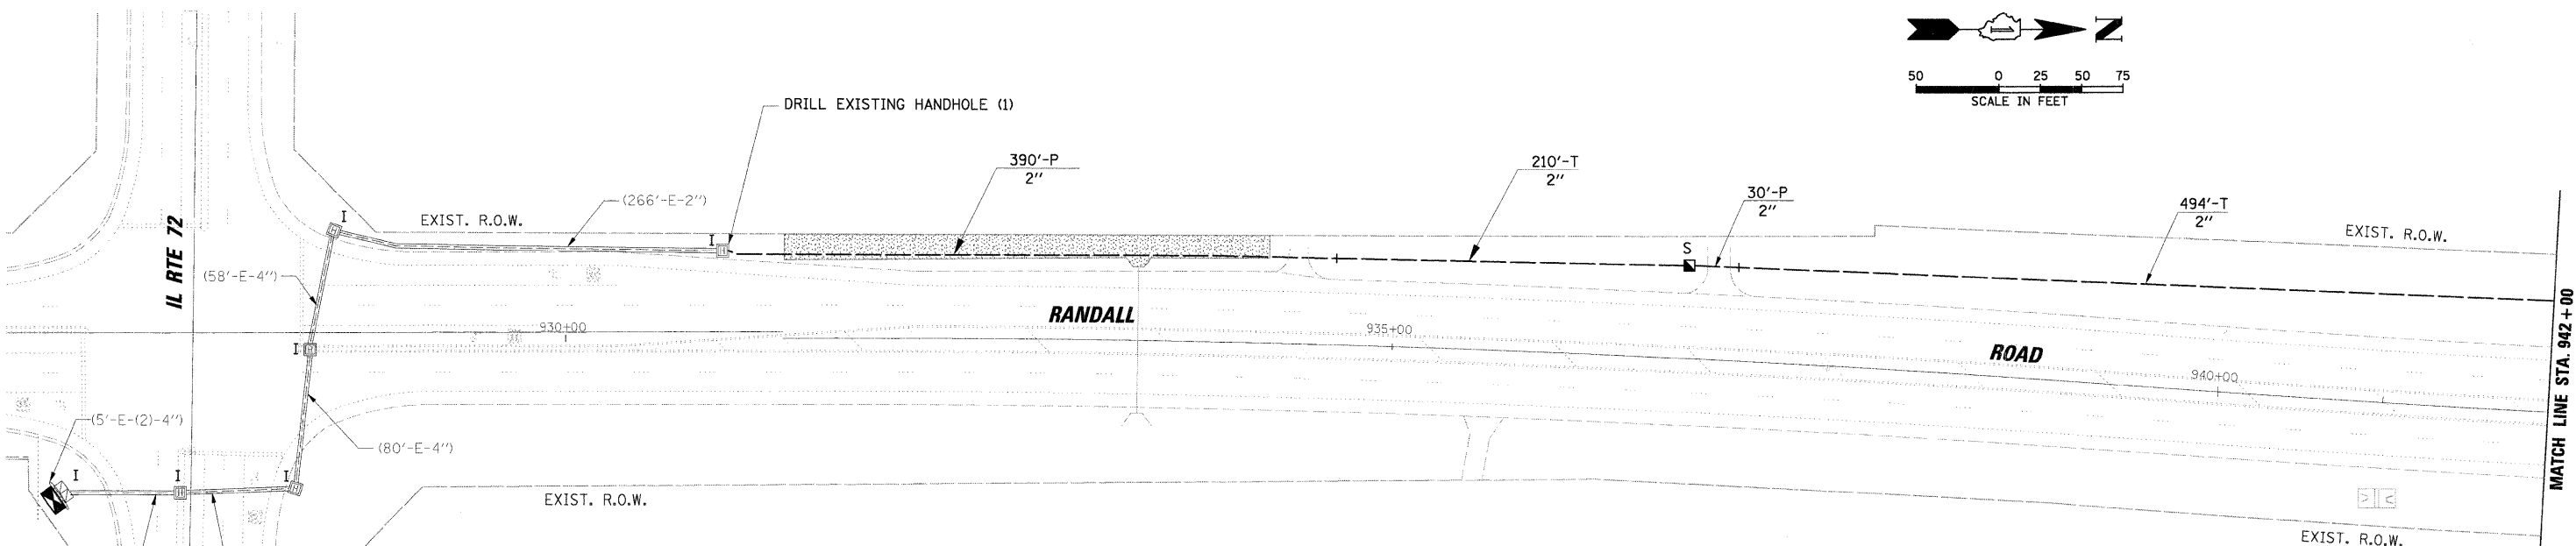 N
50 0 25 50 75
SCALE IN FEET
DRILL EXISTING HANDHOLE (1)
390'-P
2"
210'-T
2"
30'-P
2"
494'-T
2"
(266'-E-2")
I
EXIST. R.O.W.
I
S
EXIST. R.O.W.
IL RTE 72
(58'-E-4")
RANDALL
930+00
935+00
I
ROAD
940+00
MATCH LINE STA. 942+00
(5'-E-(2)-4")
(80'-E-4")
I
I
I
EXIST. R.O.W.
EXIST. R.O.W.